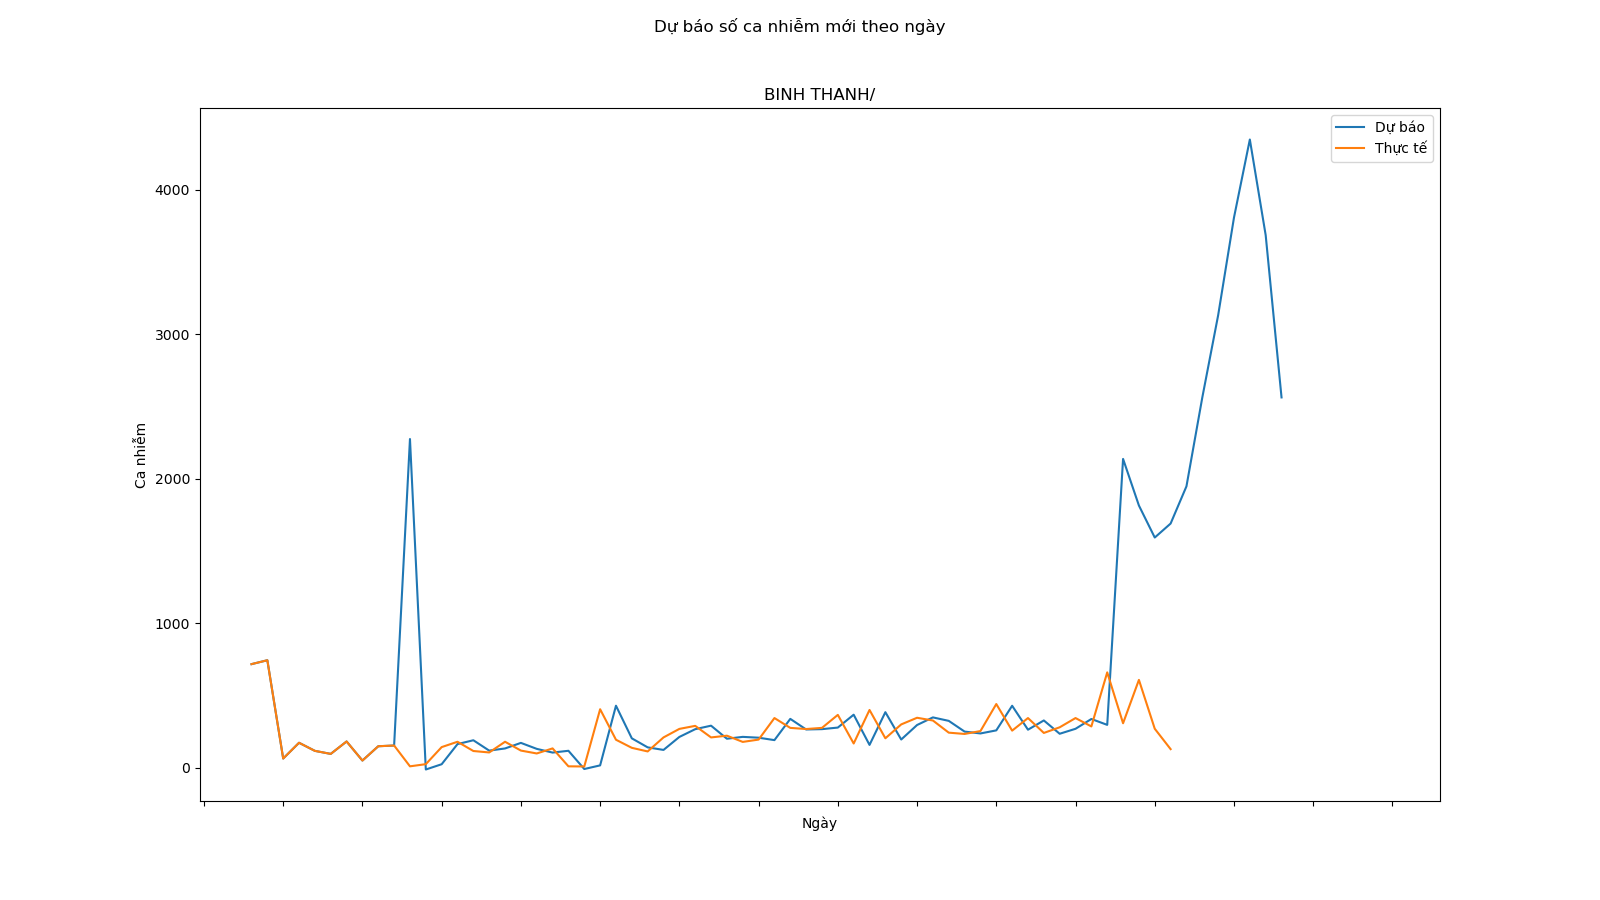 Dự báo số ca nhiễm mới theo ngày
BINH THANH/
Dự báo
Thực tế
4000
3000
2000
1000
0
Ca nhiễm
Ngày